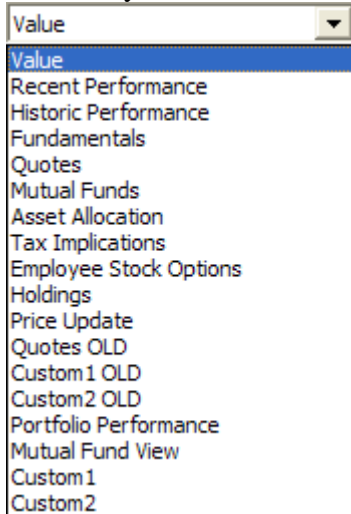 Value
Value
Recent Performance
Historic Performance
Fundamentals
Quotes
Mutual Funds
Asset Allocation
Tax Implications
Employee Stock Options
Holdings
Price Update
Quotes OLD
Custom1 OLD
Custom2 OLD
Portfolio Performance
Mutual Fund View
Custom1
Custom2